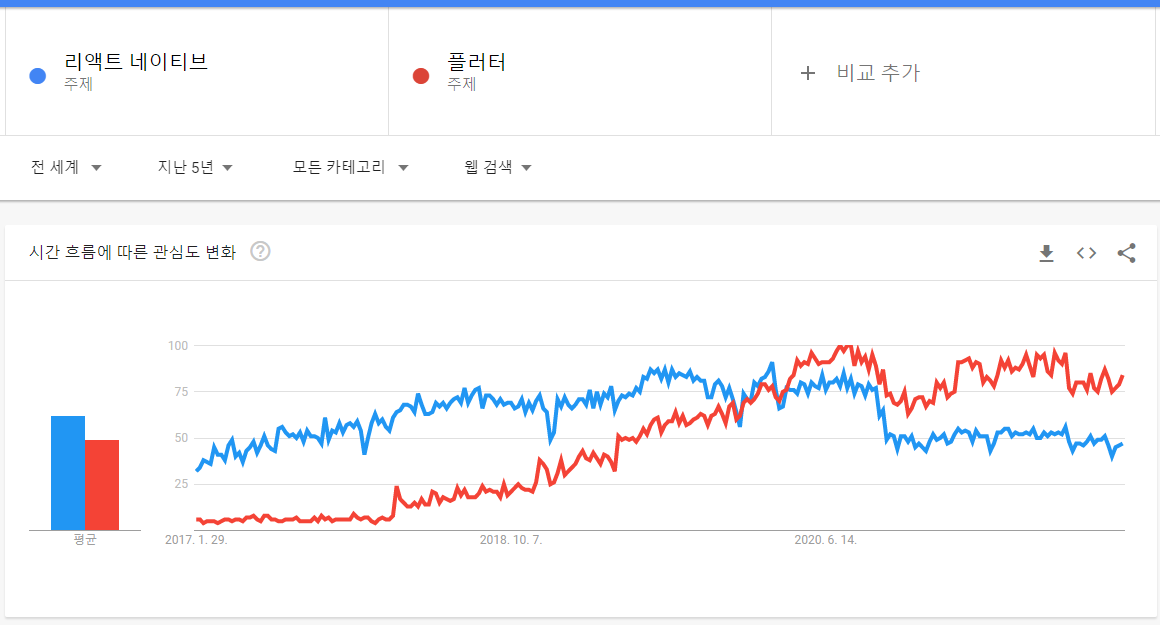 리액트 네이티브
주제
플러터
주제
+ 비교 추가
전 세계
지난 5년
모든 카테고리
웹 검색
시간 흐름에 따른 관심도 변화
?
100
75
50
25
평균
2017. 1. 29.
2018. 10. 7.
2020. 6. 14.